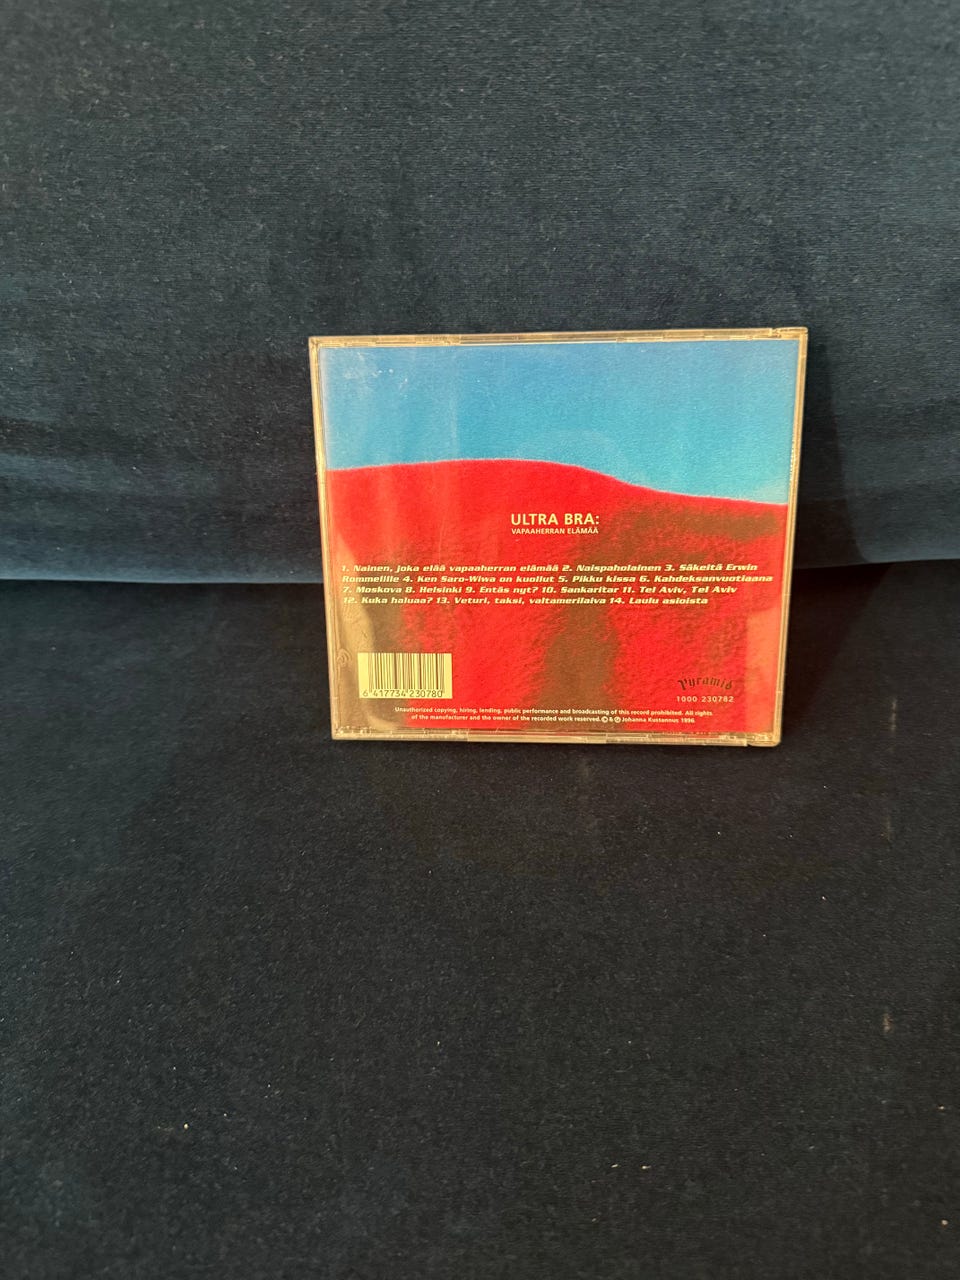 ULTRA BRA:
VAPAAHERRAN ELÄMÄÄ
1. Nainen, joka elää vapaaherran elämää 2. Naispaholainen 3. Säkeitä Erwin
Rommelille 4. Ken Saro-Wiwa on kuollut 5. Pikku kissa 6. Kahdeksanvuotiaana
7. Moskova 8. Helsinki 9. Entäs nyt? 10. Sankaritar 11. Tel Aviv, Tel Aviv
12. Kuka haluaa? 13. Veturi, taksi, valtamerilaiva 14. Laulu asioista
6 417734 230780
Pyramid
1000 230782
Unauthorized copying, hiring, lending, public performance and broadcasting of this record prohibited. All rights
of the manufacturer and the owner of the recorded work reserved. © & ℗ Johanna Kustannus 1996.